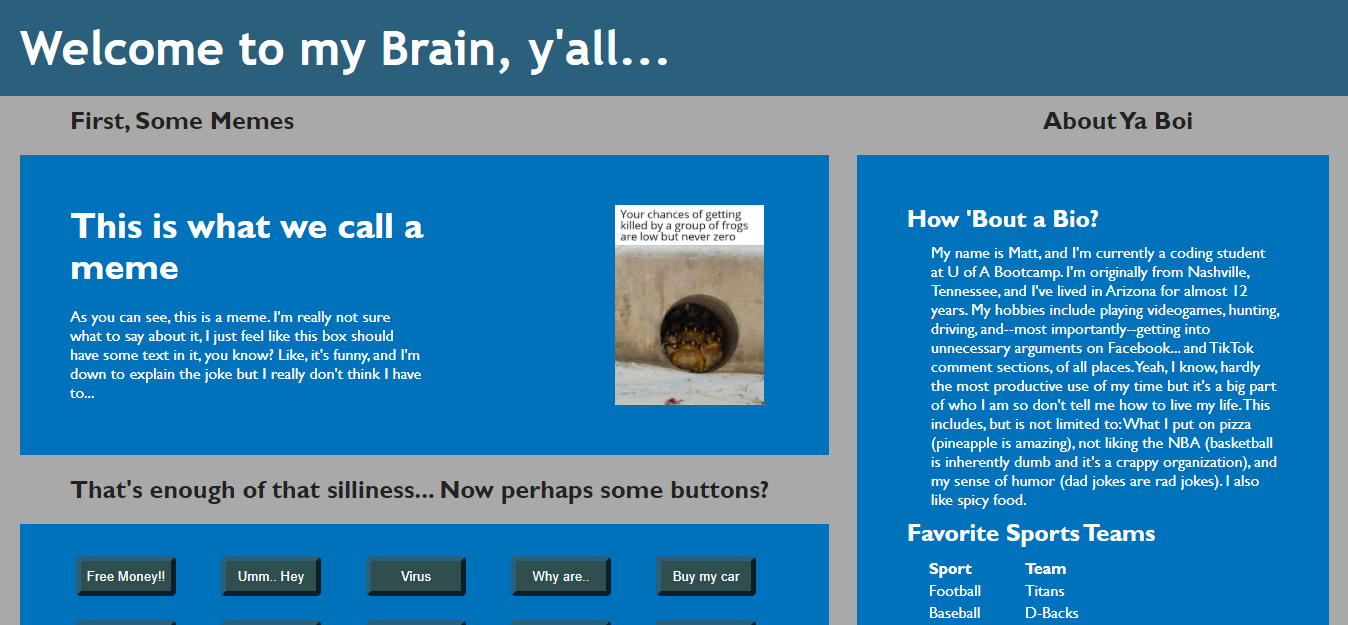 Welcome to my Brain, y'all...
First, Some Memes
This is what we call a
meme
As you can see, this is a meme. I'm really not sure
what to say about it, I just feel like this box should
have some text in it, you know? Like, it's funny, and I'm
down to explain the joke but I really don't think I have
to...
Your chances of getting
killed by a group of frogs
are low but never zero
That's enough of that silliness... Now perhaps some buttons?
Free Money!!
Umm.. Hey
Virus
Why are..
Buy my car
About Ya Boi
How 'Bout a Bio?
My name is Matt, and I'm currently a coding student
at U of A Bootcamp. I'm originally from Nashville,
Tennessee, and I've lived in Arizona for almost 12
years. My hobbies include playing videogames, hunting,
driving, and--most importantly--getting into
unnecessary arguments on Facebook... and TikTok
comment sections, of all places. Yeah, I know, hardly
the most productive use of my time but it's a big part
of who I am so don't tell me how to live my life. This
includes, but is not limited to: What I put on pizza
(pineapple is amazing), not liking the NBA (basketball
is inherently dumb and it's a crappy organization), and
my sense of humor (dad jokes are rad jokes). I also
like spicy food.
Favorite Sports Teams
Sport Team
Football Titans
Baseball D-Backs